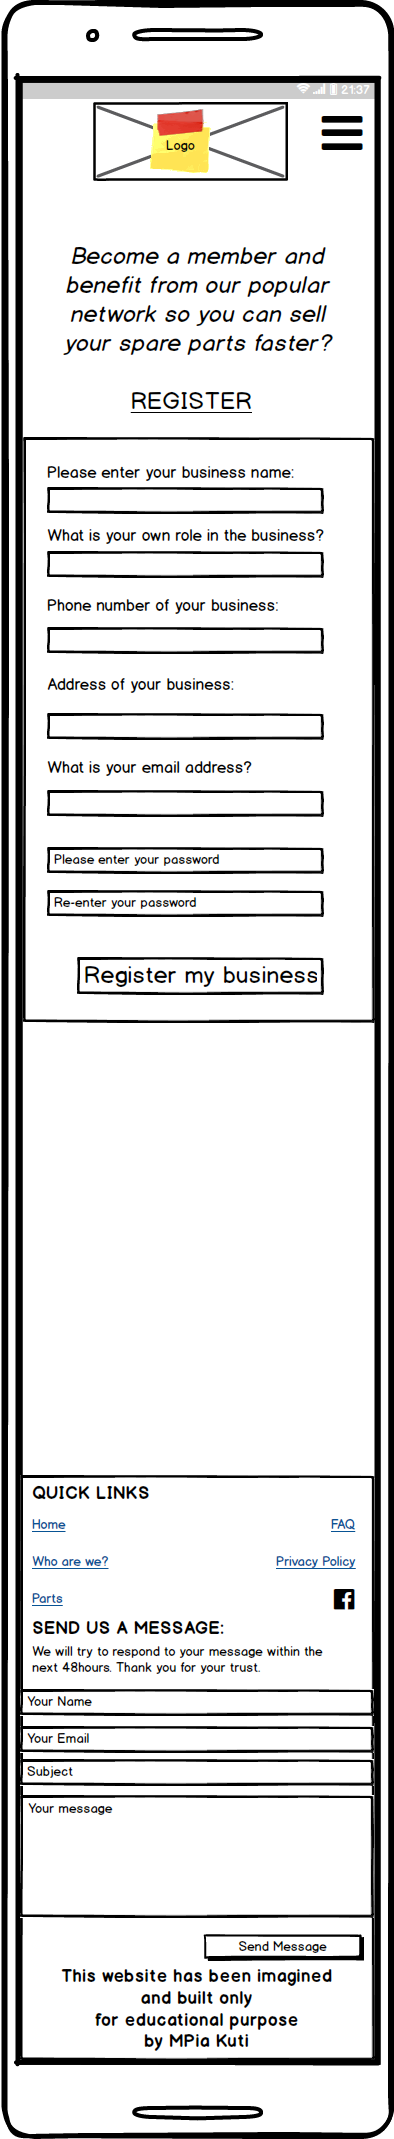 21:37
Logo
Become a member and
benefit from our popular
network so you can sell
your spare parts faster?
REGISTER
Please enter your business name:
What is your own role in the business?
Phone number of your business:
Address of your business:
What is your email address?
Please enter your password
Re-enter your password
Register my business
QUICK LINKS
Home
FAQ
Who are we?
Privacy Policy
Parts
SEND US A MESSAGE:
We will try to respond to your message within the
next 48hours. Thank you for your trust.
Your Name
Your Email
Subject
Your message
Send Message
This website has been imagined
and built only
for educational purpose
by MPia Kuti